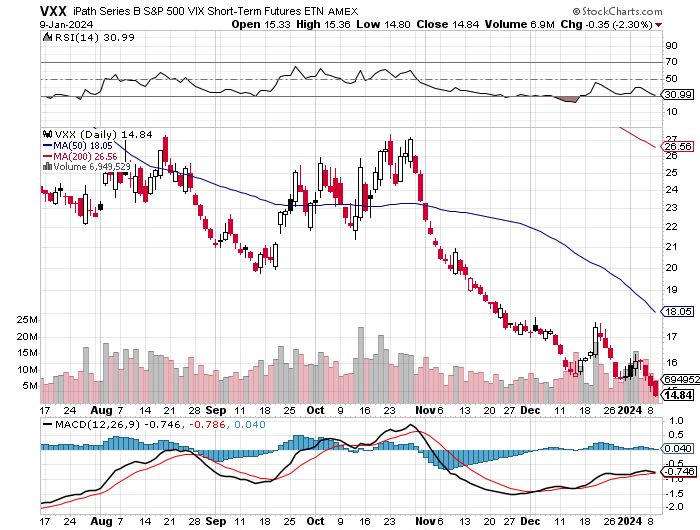 VXX iPath Series B S&P 500 VIX Short-Term Futures ETN AMEX © StockCharts.com
9-Jan-2024 Open 15.33 High 15.36 Low 14.80 Close 14.84 Volume 6.9M Chg -0.35 (-2.30%)
RSI(14) 30.99
90
70
50
30.99
10
VXX (Daily) 14.84
MA(50) 18.05
MA(200) 26.56
Volume 6,949,529
27
26.56
26
25
24
23
22
21
20
19
18.05
17
16
694952
14.84
25M
20M
15M
10M
5M
17 24 Aug 7 14 21 28 Sep 11 18 25 Oct 9 16 23 Nov 6 13 20 27 Dec 11 18 26 2024 8
MACD(12,26,9) -0.746, -0.786, 0.040
1.0
0.5
0.040
-0.746
-1.0
-1.5
-2.0
17 24 Aug 7 14 21 28 Sep 11 18 25 Oct 9 16 23 Nov 6 13 20 27 Dec 11 18 26 2024 8